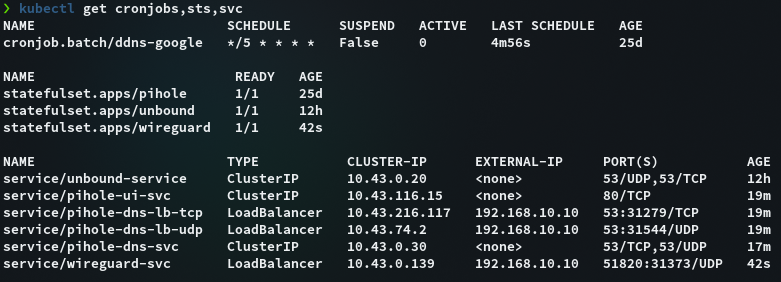 ❯ kubectl get cronjobs,sts,svc
NAME SCHEDULE SUSPEND ACTIVE LAST SCHEDULE AGE
cronjob.batch/ddns-google */5 * * * * False 0 4m56s 25d
NAME READY AGE
statefulset.apps/pihole 1/1 25d
statefulset.apps/unbound 1/1 12h
statefulset.apps/wireguard 1/1 42s
NAME TYPE CLUSTER-IP EXTERNAL-IP PORT(S) AGE
service/unbound-service ClusterIP 10.43.0.20 <none> 53/UDP,53/TCP 12h
service/pihole-ui-svc ClusterIP 10.43.116.15 <none> 80/TCP 19m
service/pihole-dns-lb-tcp LoadBalancer 10.43.216.117 192.168.10.10 53:31279/TCP 19m
service/pihole-dns-lb-udp LoadBalancer 10.43.74.2 192.168.10.10 53:31544/UDP 19m
service/pihole-dns-svc ClusterIP 10.43.0.30 <none> 53/TCP,53/UDP 17m
service/wireguard-svc LoadBalancer 10.43.0.139 192.168.10.10 51820:31373/UDP 42s